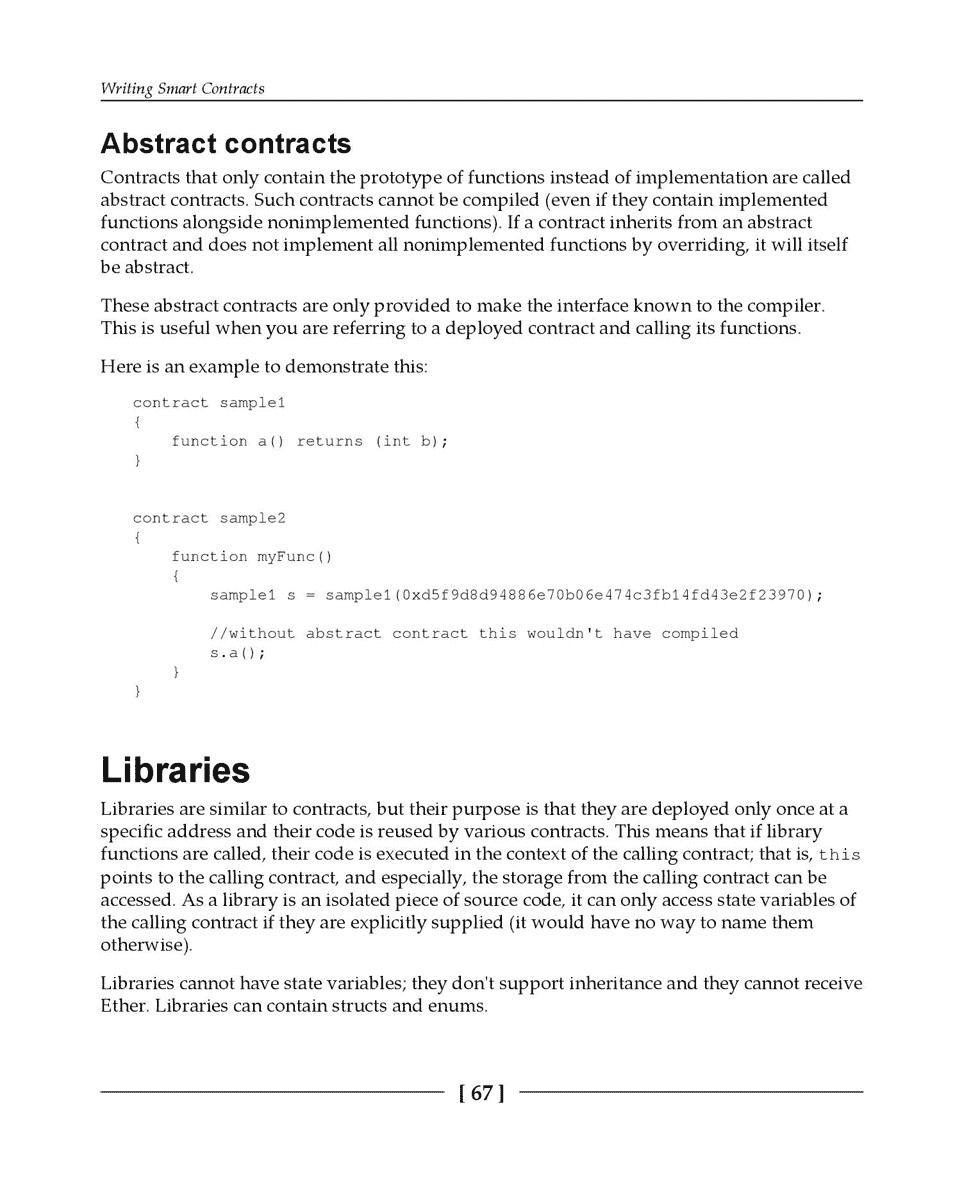 Writing Smart Contracts
Abstract contracts
Contracts that only contain the prototype of functions instead of implementation are called
abstract contracts. Such contracts cannot be compiled (even if they contain implemented
functions alongside nonimplemented functions). If a contract inherits from an abstract
contract and does not implement all nonimplemented functions by overriding, it will itself
be abstract.
These abstract contracts are only provided to make the interface known to the compiler.
This is useful when you are referring to a deployed contract and calling its functions.
Here is an example to demonstrate this:
contract sample1
{
    function a() returns (int b);
}
contract sample2
{
    function myFunc()
    {
        sample1 s = sample1(0xd5f9d8d94886e70b06e474c3fb14fd43e2f23970);
        //without abstract contract this wouldn't have compiled
        s.a();
    }
}
Libraries
Libraries are similar to contracts, but their purpose is that they are deployed only once at a
specific address and their code is reused by various contracts. This means that if library
functions are called, their code is executed in the context of the calling contract; that is, this
points to the calling contract, and especially, the storage from the calling contract can be
accessed. As a library is an isolated piece of source code, it can only access state variables of
the calling contract if they are explicitly supplied (it would have no way to name them
otherwise).
Libraries cannot have state variables; they don't support inheritance and they cannot receive
Ether. Libraries can contain structs and enums.
[ 67 ]